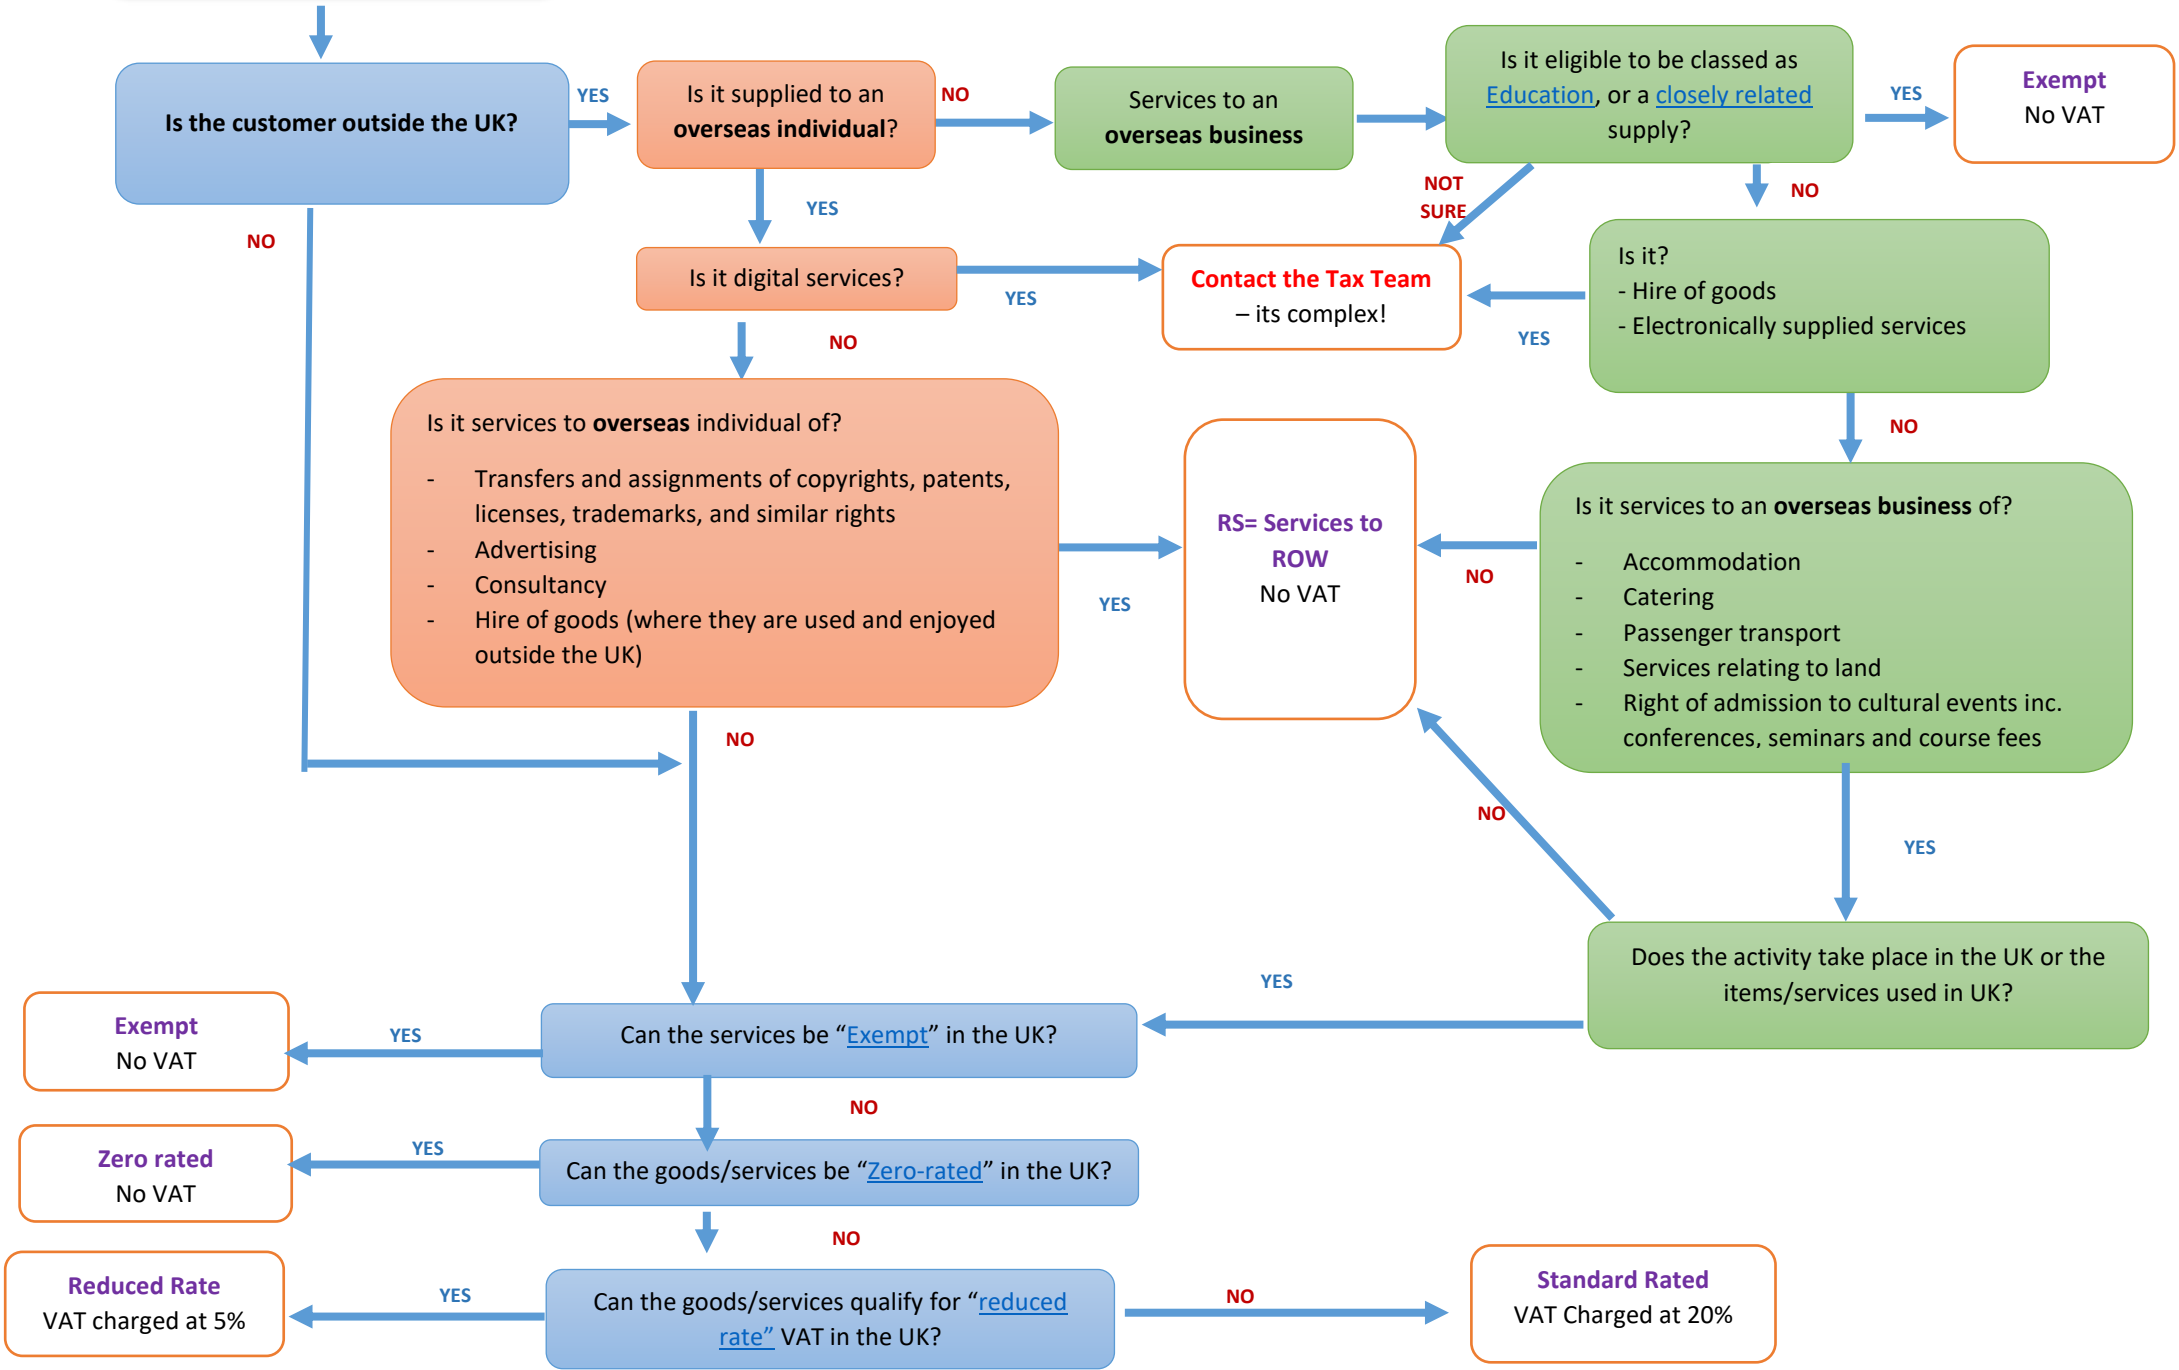 Is the customer outside the UK?
YES
NO
Is it supplied to an
overseas individual?
NO
YES
Services to an
overseas business
Is it eligible to be classed as
Education, or a closely related
supply?
YES
Exempt
No VAT
NOT
SURE
NO
Is it digital services?
YES
NO
Contact the Tax Team
– its complex!
Is it?
- Hire of goods
- Electronically supplied services
YES
NO
Is it services to overseas individual of?
- Transfers and assignments of copyrights, patents,
licenses, trademarks, and similar rights
- Advertising
- Consultancy
- Hire of goods (where they are used and enjoyed
outside the UK)
YES
NO
RS= Services to
ROW
No VAT
Is it services to an overseas business of?
- Accommodation
- Catering
- Passenger transport
- Services relating to land
- Right of admission to cultural events inc.
conferences, seminars and course fees
NO
YES
NO
Does the activity take place in the UK or the
items/services used in UK?
YES
Can the services be “Exempt” in the UK?
YES
Exempt
No VAT
NO
Can the goods/services be “Zero-rated” in the UK?
YES
Zero rated
No VAT
NO
Can the goods/services qualify for “reduced
rate” VAT in the UK?
YES
Reduced Rate
VAT charged at 5%
NO
Standard Rated
VAT Charged at 20%